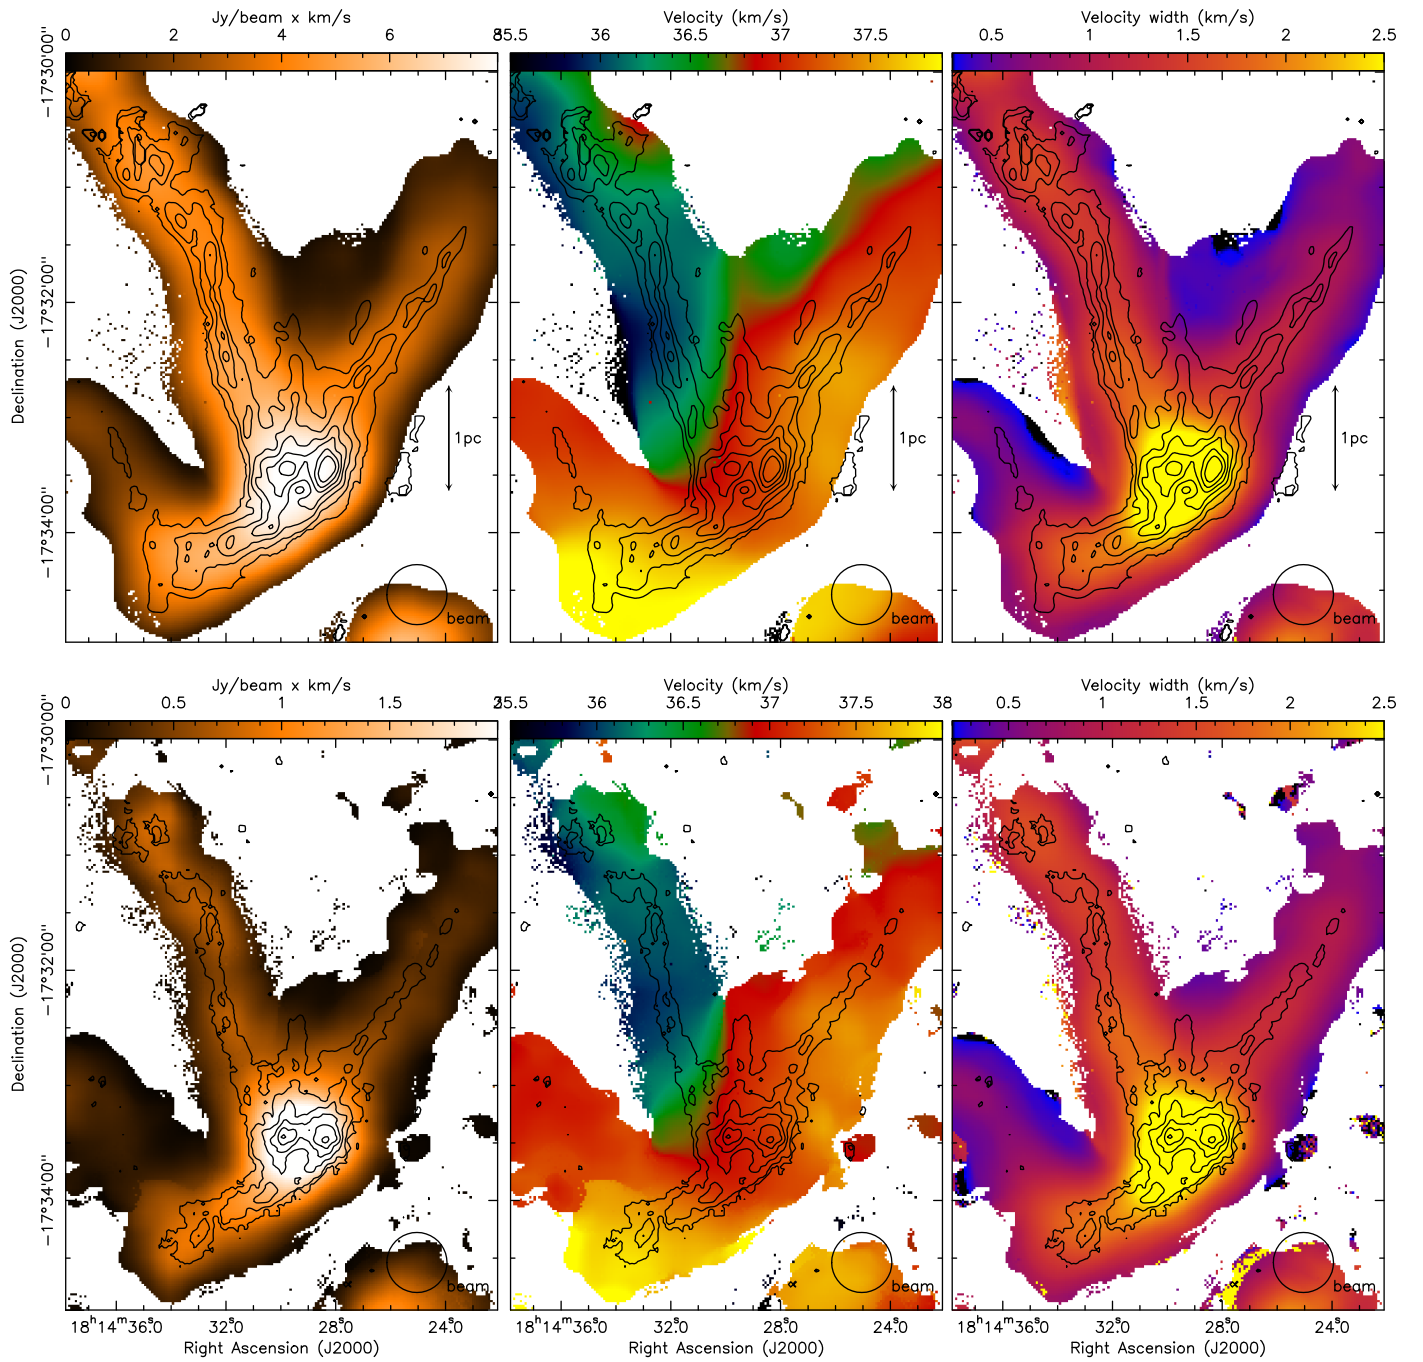 Jy/beam x km/s Velocity (km/s) Velocity width (km/s)
0 2 4 6 8 35.5 36 36.5 37 37.5 0.5 1 1.5 2 2.5
−17°30'00"
−17°32'00"
−17°34'00"
Declination (J2000)
1pc
beam
beam
1pc
beam
Jy/beam x km/s Velocity (km/s) Velocity width (km/s)
0 0.5 1 1.5 2 35.5 36 36.5 37 37.5 38 0.5 1 1.5 2 2.5
−17°30'00"
−17°32'00"
−17°34'00"
Declination (J2000)
beam
beam
beam
18ʰ14ᵐ36ˢ.0 32.0 28.0 24.0 18ʰ14ᵐ36ˢ.0 32.0 28.0 24.0 18ʰ14ᵐ36ˢ.0 32.0 28.0 24.0
Right Ascension (J2000) Right Ascension (J2000) Right Ascension (J2000)